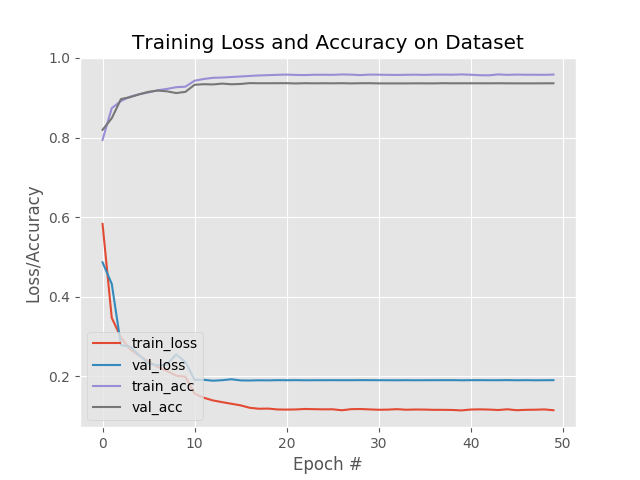 Training Loss and Accuracy on Dataset
1.0
0.8
0.6
0.4
0.2
Loss/Accuracy
train_loss
val_loss
train_acc
val_acc
0 10 20 30 40 50
Epoch #